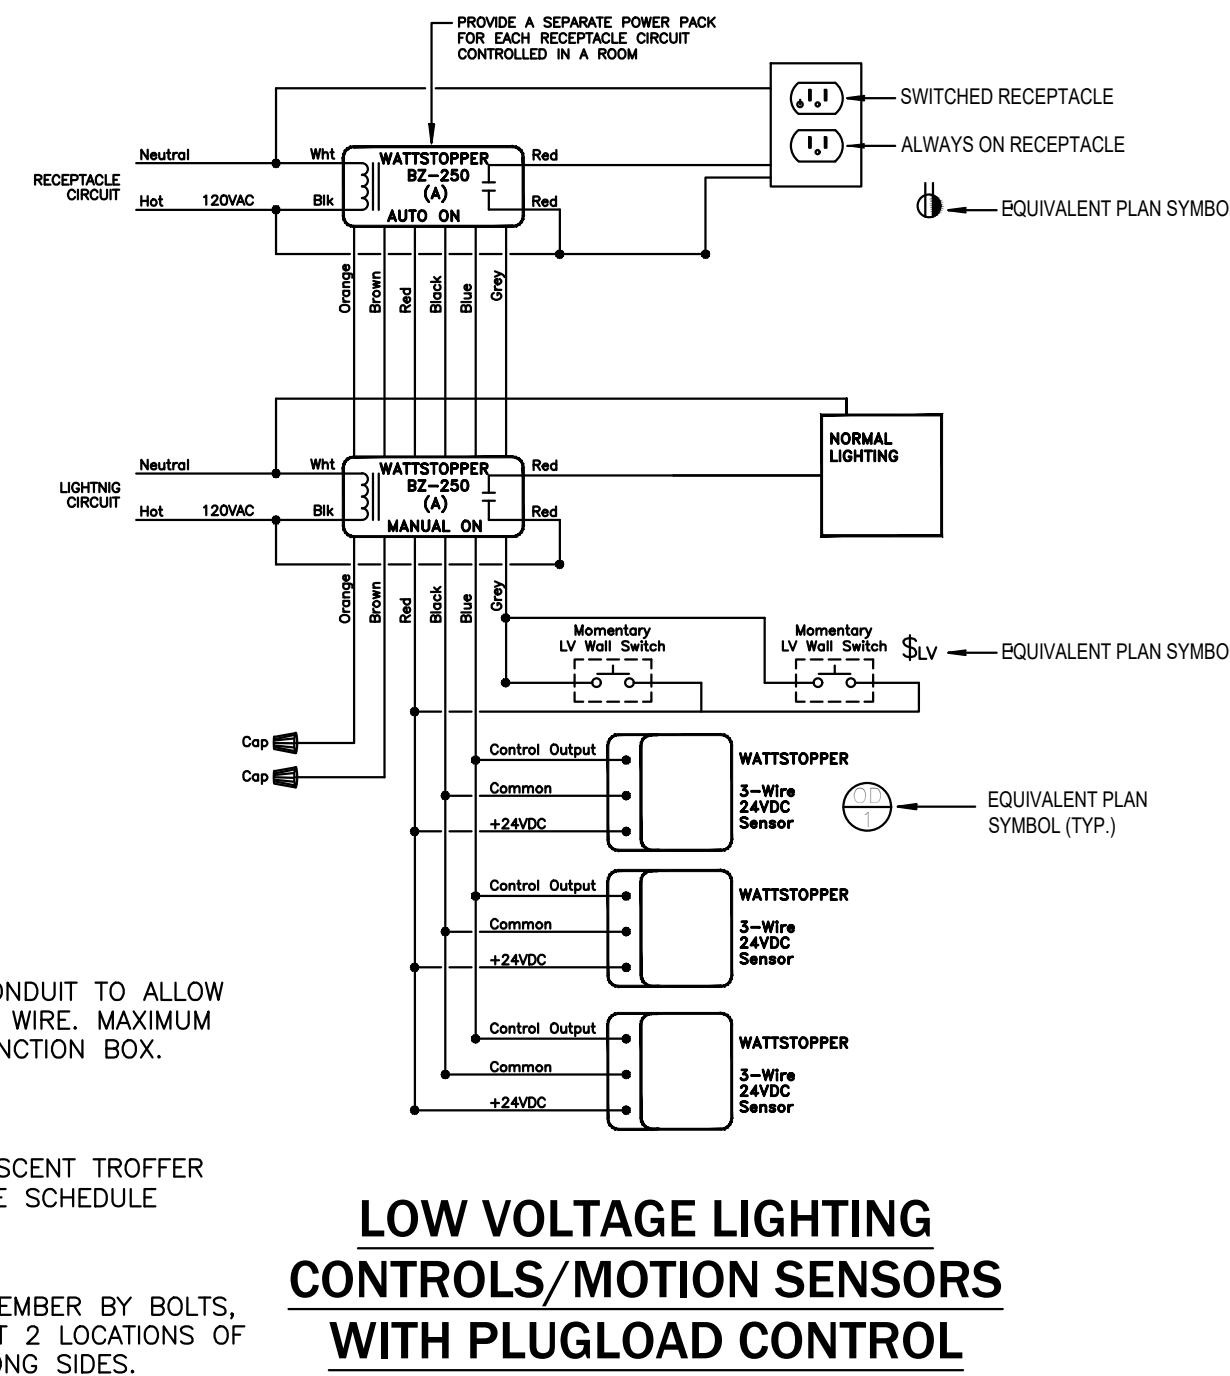 PROVIDE A SEPARATE POWER PACK
FOR EACH RECEPTACLE CIRCUIT
CONTROLLED IN A ROOM
SWITCHED RECEPTACLE
ALWAYS ON RECEPTACLE
EQUIVALENT PLAN SYMBO
RECEPTACLE
CIRCUIT
Neutral
Hot
120VAC
Wht
Blk
WATTSTOPPER
BZ-250
(A)
AUTO ON
Red
Red
Orange
Brown
Red
Black
Blue
Grey
LIGHTNIG
CIRCUIT
Neutral
Hot
120VAC
Wht
Blk
WATTSTOPPER
BZ-250
(A)
MANUAL ON
Red
Red
NORMAL
LIGHTING
Orange
Brown
Red
Black
Blue
Grey
Momentary
LV Wall Switch
Momentary
LV Wall Switch
$LV
EQUIVALENT PLAN SYMBO
Cap
Cap
Control Output
Common
+24VDC
WATTSTOPPER
3-Wire
24VDC
Sensor
OD
1
EQUIVALENT PLAN
SYMBOL (TYP.)
Control Output
Common
+24VDC
WATTSTOPPER
3-Wire
24VDC
Sensor
Control Output
Common
+24VDC
WATTSTOPPER
3-Wire
24VDC
Sensor
ONDUIT TO ALLOW
WIRE. MAXIMUM
NCTION BOX.
SCENT TROFFER
E SCHEDULE
EMBER BY BOLTS,
T 2 LOCATIONS OF
ONG SIDES.
LOW VOLTAGE LIGHTING
CONTROLS/MOTION SENSORS
WITH PLUGLOAD CONTROL